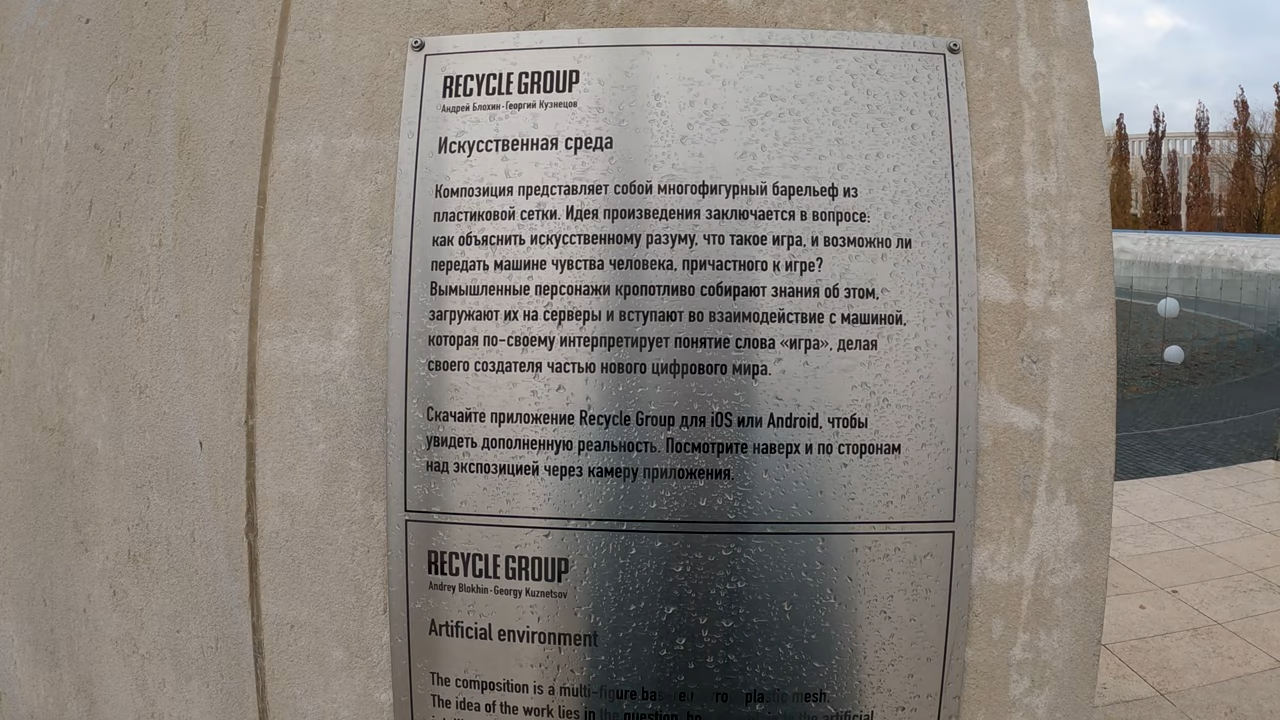 RECYCLE GROUP
Андрей Блохин · Георгий Кузнецов
Искусственная среда
Композиция представляет собой многофигурный барельеф из
пластиковой сетки. Идея произведения заключается в вопросе:
как объяснить искусственному разуму, что такое игра, и возможно ли
передать машине чувства человека, причастного к игре?
Вымышленные персонажи кропотливо собирают знания об этом,
загружают их на серверы и вступают во взаимодействие с машиной,
которая по-своему интерпретирует понятие слова «игра», делая
своего создателя частью нового цифрового мира.
Скачайте приложение Recycle Group для iOS или Android, чтобы
увидеть дополненную реальность. Посмотрите наверх и по сторонам
над экспозицией через камеру приложения.
RECYCLE GROUP
Andrey Blokhin · Georgy Kuznetsov
Artificial environment
The composition is a multi-figure plastic mesh.
The idea of the work lies in the question, the artificial